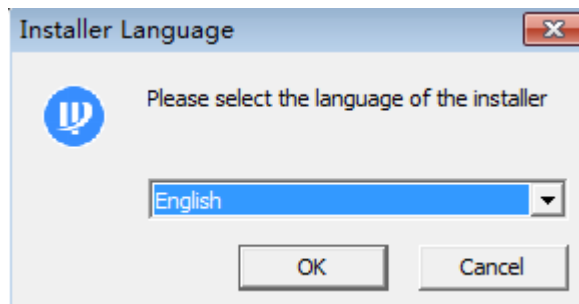 Installer Language
Please select the language of the installer
English
OK
Cancel